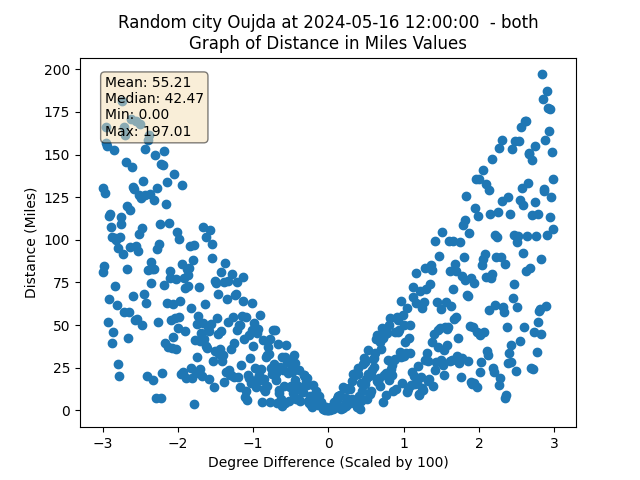 Random city Oujda at 2024-05-16 12:00:00  - both
Graph of Distance in Miles Values
Mean: 55.21
Median: 42.47
Min: 0.00
Max: 197.01
200
175
150
125
100
75
50
25
0
Distance (Miles)
−3 −2 −1 0 1 2 3
Degree Difference (Scaled by 100)